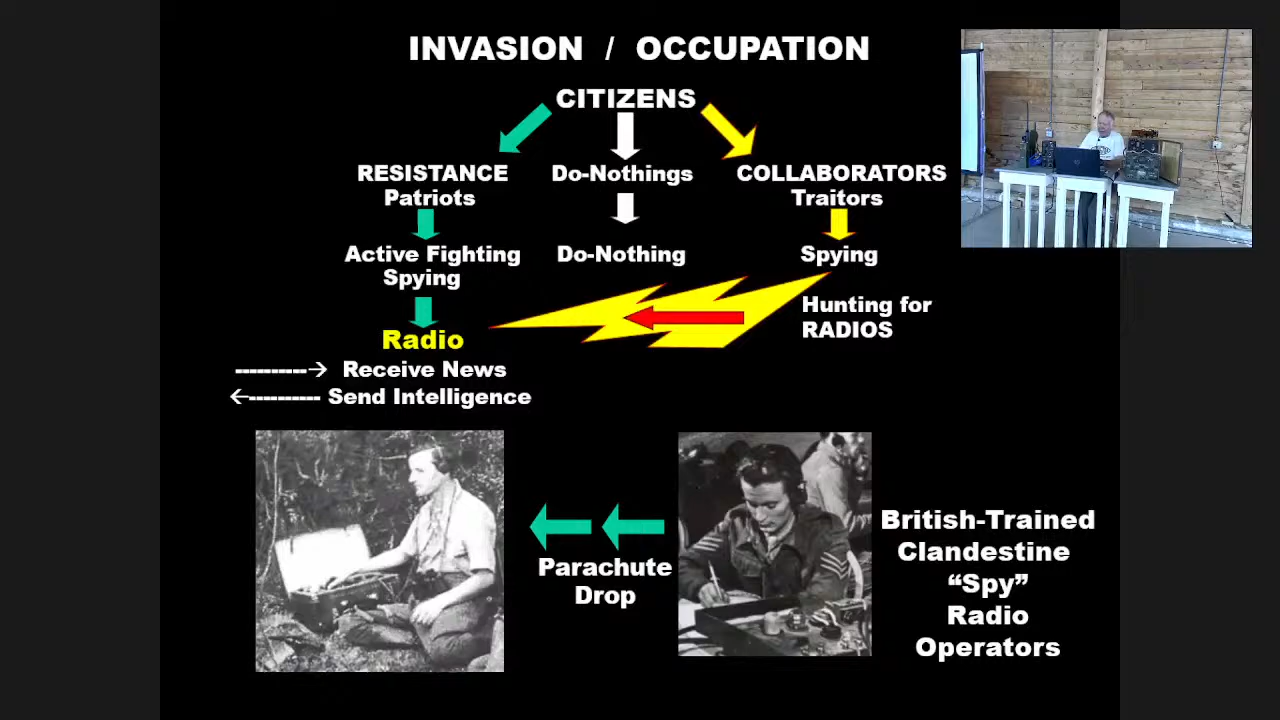 INVASION / OCCUPATION
CITIZENS
RESISTANCE
Patriots
Do-Nothings
COLLABORATORS
Traitors
Active Fighting
Spying
Do-Nothing
Spying
Hunting for
RADIOS
Radio
----------→ Receive News
←---------- Send Intelligence
Parachute
Drop
British-Trained
Clandestine
“Spy”
Radio
Operators